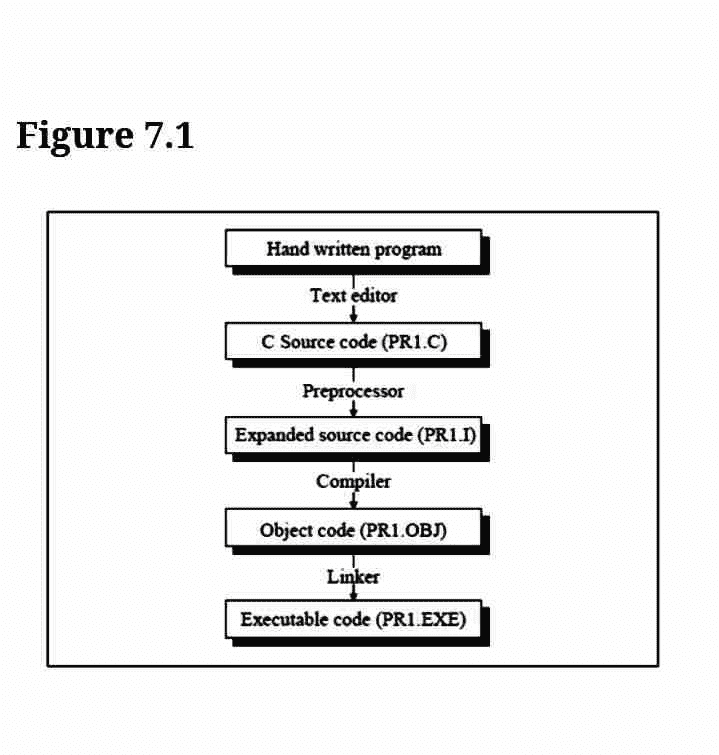 Figure 7.1
Hand written program
Text editor
C Source code (PR1.C)
Preprocessor
Expanded source code (PR1.I)
Compiler
Object code (PR1.OBJ)
Linker
Executable code (PR1.EXE)